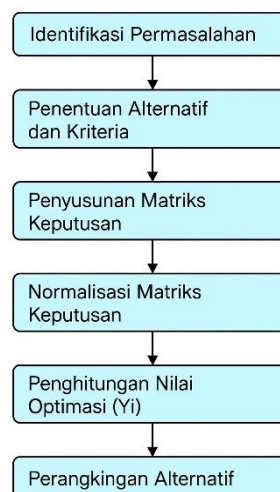 Identifikasi Permasalahan
Penentuan Alternatif
dan Kriteria
Penyusunan Matriks
Keputusan
Normalisasi Matriks
Keputusan
Penghitungan Nilai
Optimasi (Yi)
Perangkingan Alternatif